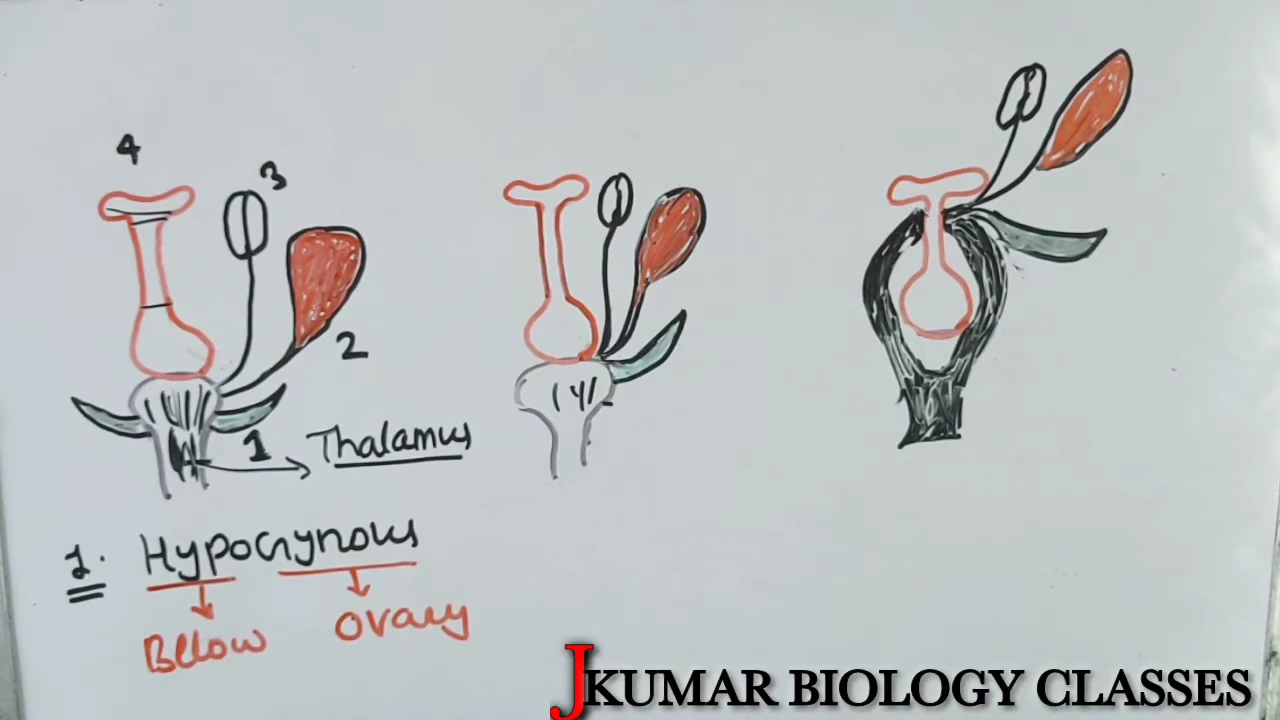 4
3
2
1
Thalamus
1. Hypogynous
Below
Ovary
JKUMAR BIOLOGY CLASSES